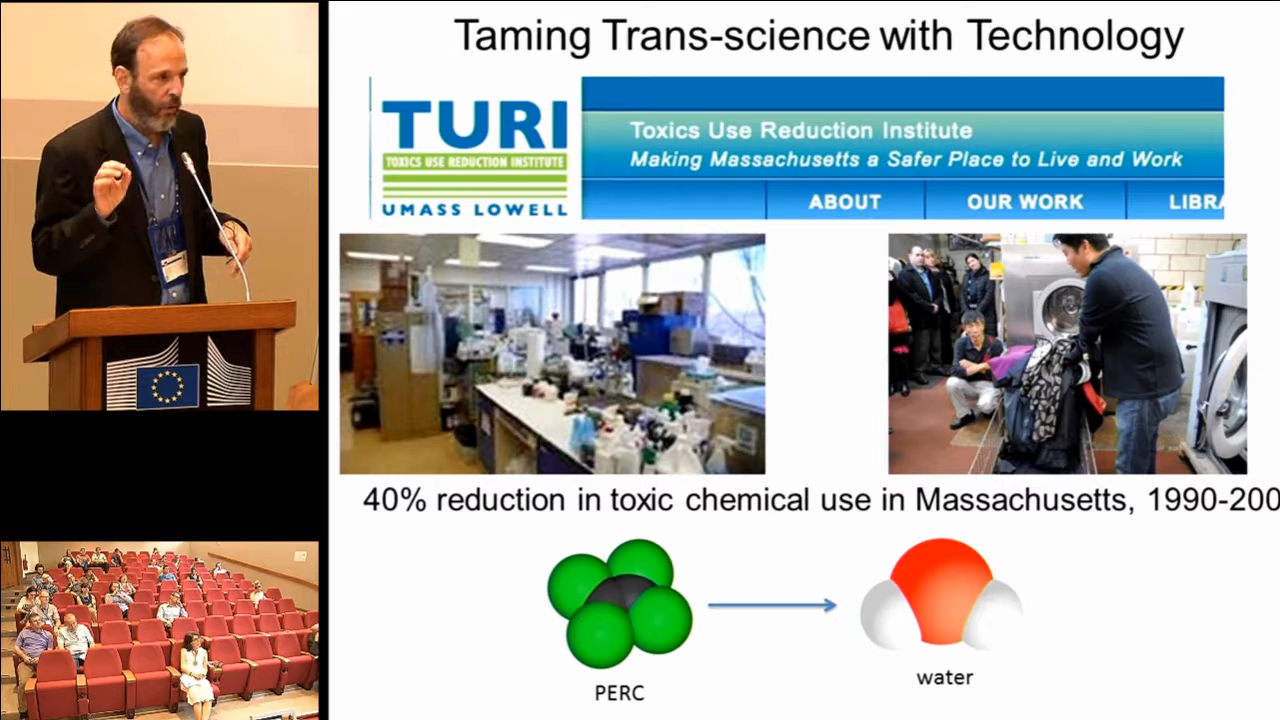 Taming Trans-science with Technology
TURI
TOXICS USE REDUCTION INSTITUTE
UMASS LOWELL
Toxics Use Reduction Institute
Making Massachusetts a Safer Place to Live and Work
ABOUT OUR WORK LIBRA
40% reduction in toxic chemical use in Massachusetts, 1990-200
PERC
water